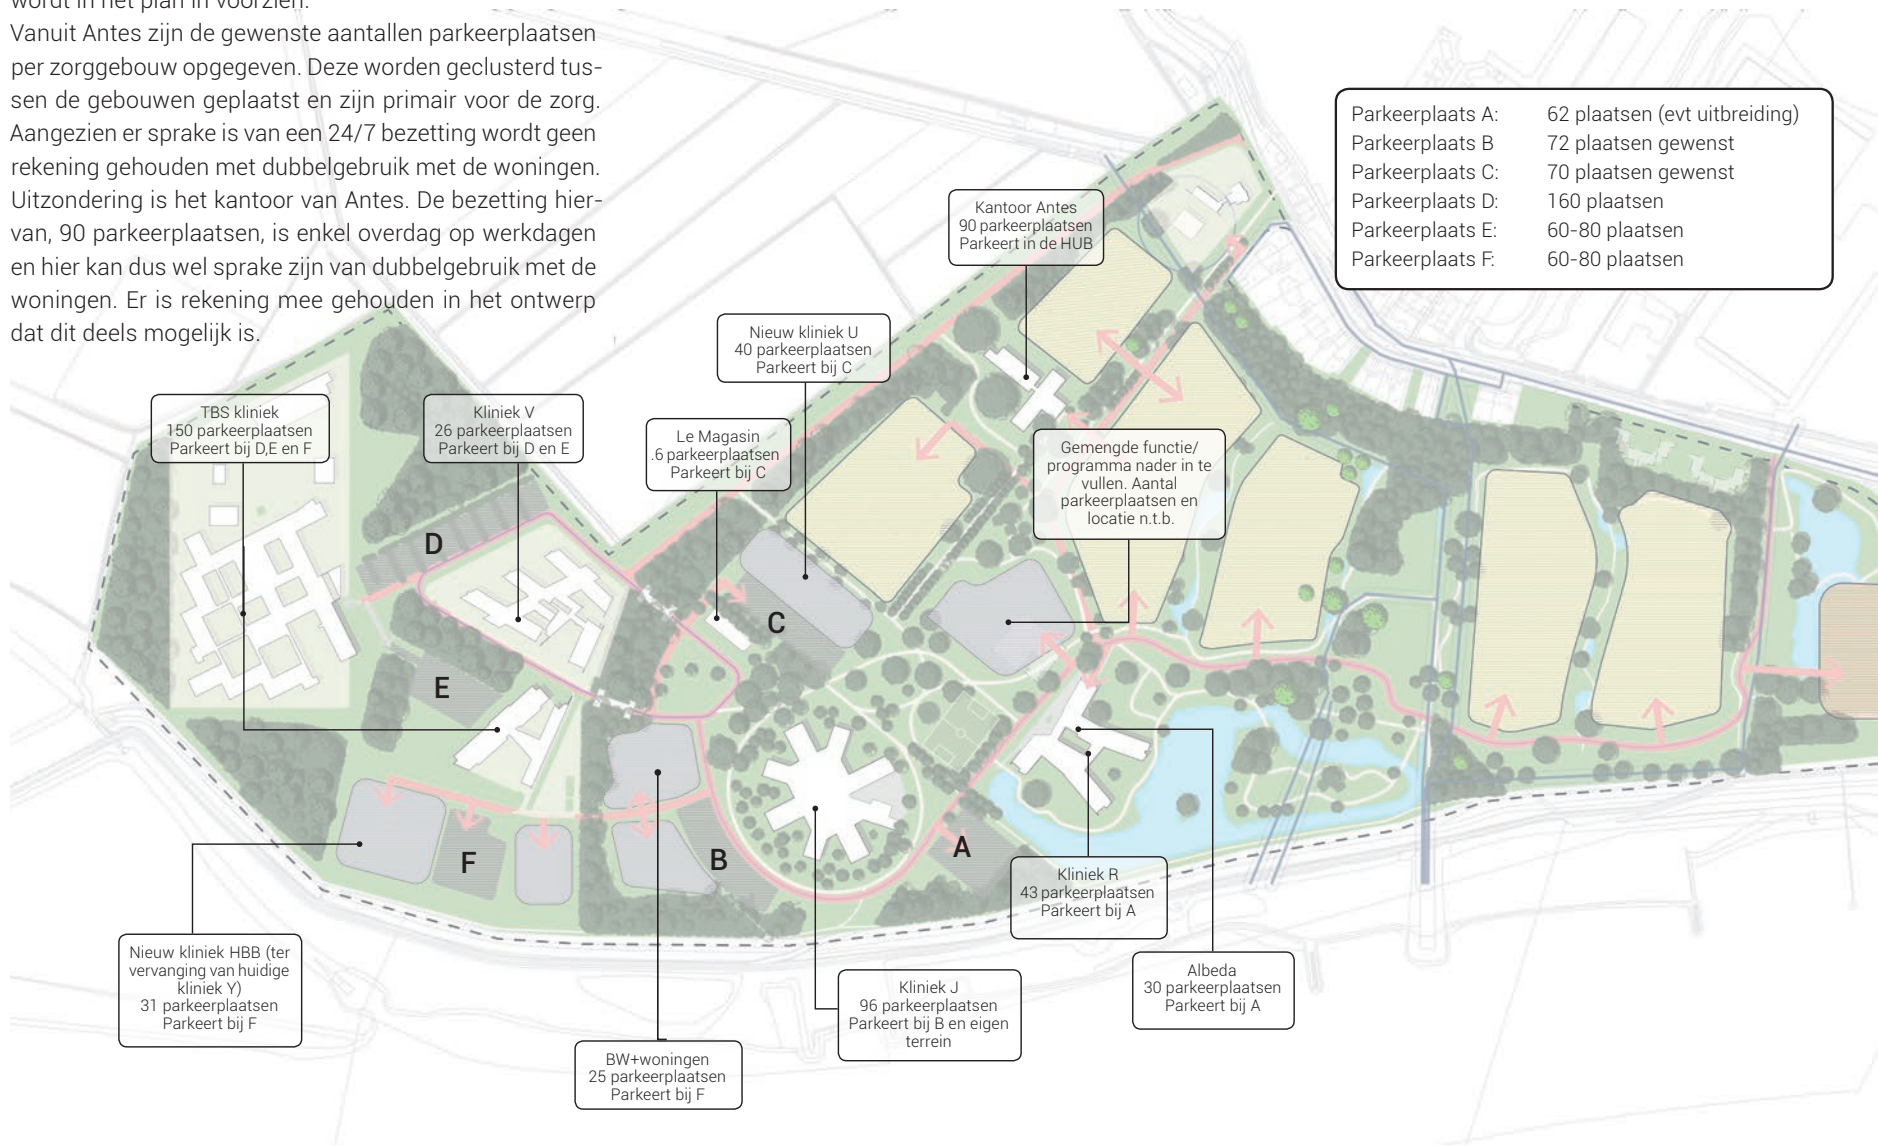 wordt in het plan in voorzien.
Vanuit Antes zijn de gewenste aantallen parkeerplaatsen
per zorggebouw opgegeven. Deze worden geclusterd tus-
sen de gebouwen geplaatst en zijn primair voor de zorg.
Aangezien er sprake is van een 24/7 bezetting wordt geen
rekening gehouden met dubbelgebruik met de woningen.
Uitzondering is het kantoor van Antes. De bezetting hier-
van, 90 parkeerplaatsen, is enkel overdag op werkdagen
en hier kan dus wel sprake zijn van dubbelgebruik met de
woningen. Er is rekening mee gehouden in het ontwerp
dat dit deels mogelijk is.
Parkeerplaats A: 62 plaatsen (evt uitbreiding)
Parkeerplaats B 72 plaatsen gewenst
Parkeerplaats C: 70 plaatsen gewenst
Parkeerplaats D: 160 plaatsen
Parkeerplaats E: 60-80 plaatsen
Parkeerplaats F: 60-80 plaatsen
Kantoor Antes
90 parkeerplaatsen
Parkeert in de HUB
Nieuw kliniek U
40 parkeerplaatsen
Parkeert bij C
TBS kliniek
150 parkeerplaatsen
Parkeert bij D,E en F
Kliniek V
26 parkeerplaatsen
Parkeert bij D en E
Le Magasin
.6 parkeerplaatsen
Parkeert bij C
Gemengde functie/
programma nader in te
vullen. Aantal
parkeerplaatsen en
locatie n.t.b.
D
C
E
B
A
F
Kliniek R
43 parkeerplaatsen
Parkeert bij A
Nieuw kliniek HBB (ter
vervanging van huidige
kliniek Y)
31 parkeerplaatsen
Parkeert bij F
Albeda
30 parkeerplaatsen
Parkeert bij A
Kliniek J
96 parkeerplaatsen
Parkeert bij B en eigen
terrein
BW+woningen
25 parkeerplaatsen
Parkeert bij F